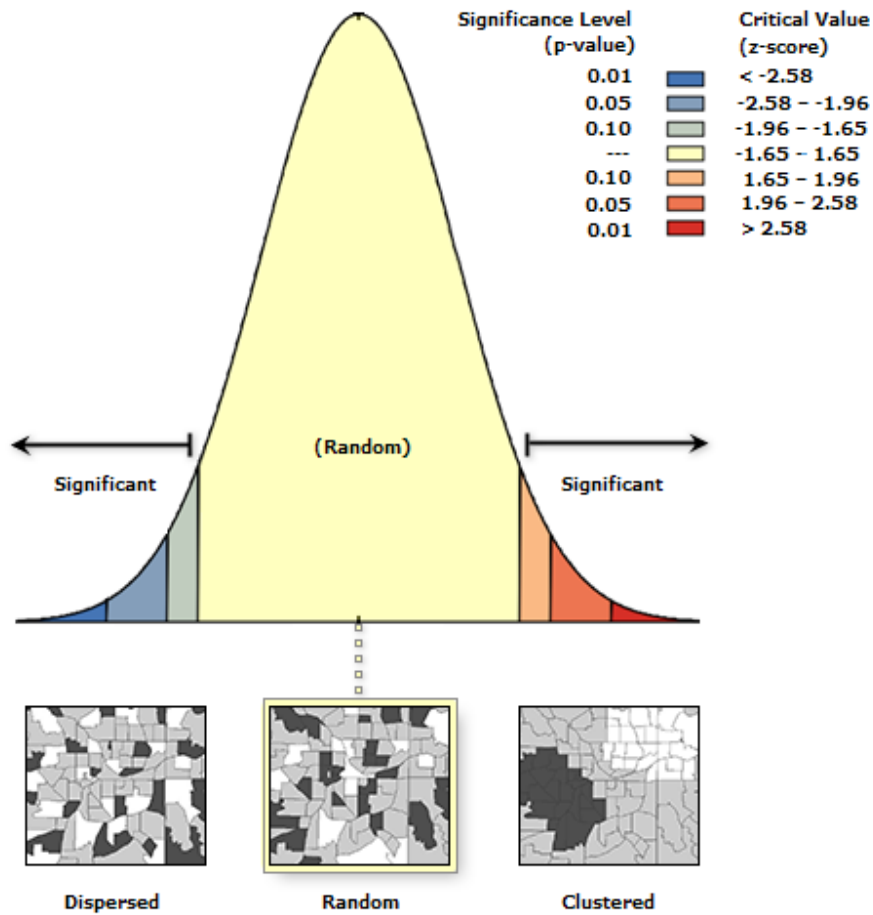 Significance Level Critical Value
(p-value) (z-score)
0.01 < -2.58
0.05 -2.58 – -1.96
0.10 -1.96 – -1.65
--- -1.65 - 1.65
0.10 1.65 – 1.96
0.05 1.96 – 2.58
0.01 > 2.58
(Random)
Significant Significant
Dispersed Random Clustered